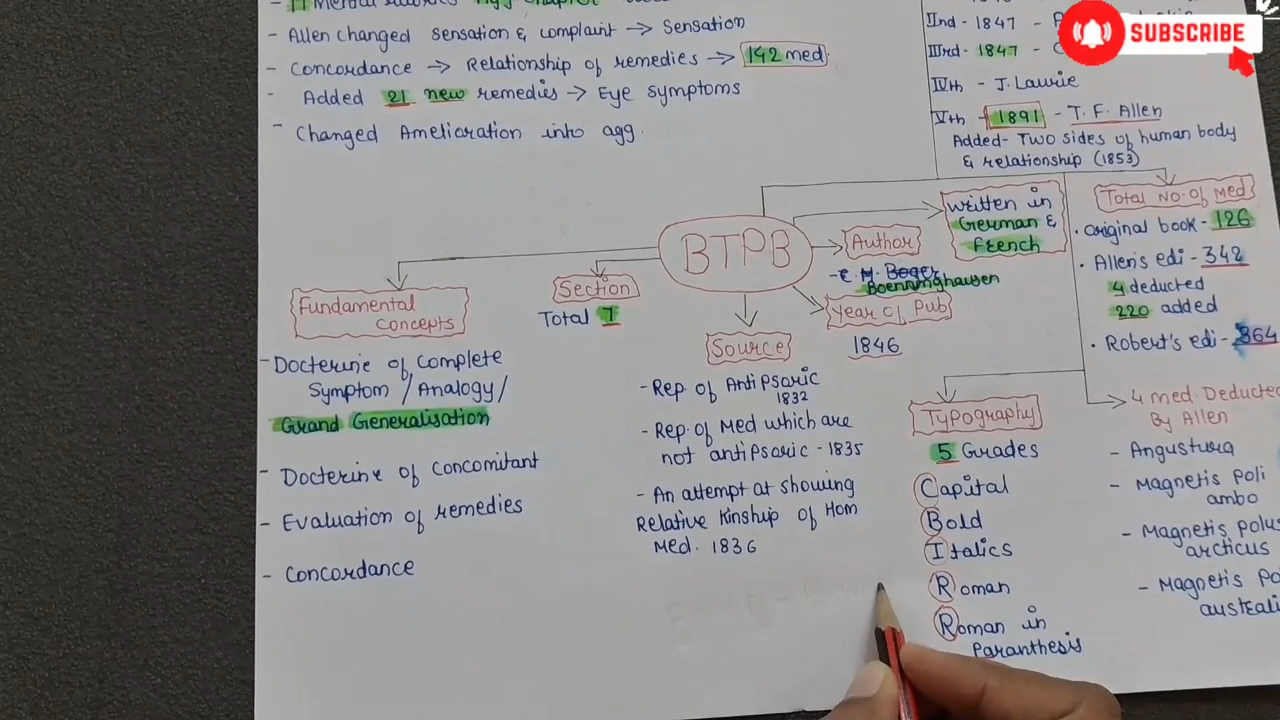 - Allen changed Sensation & complaint → Sensation
- Concordance → Relationship of remedies → 142 med
- Added 21 new remedies → Eye symptoms
- Changed Amelioration into agg.
IInd - 1847 -
IIIrd - 1847 -
IVth - J. Laurie
Vth - 1891 - T. F. Allen
Added- Two sides of human body
& relationship (1853)
SUBSCRIBE
BTPB
Fundamental
concepts
- Docterine of complete
Symptom / Analogy /
Grand Generalisation
- Docterine of concomitant
- Evaluation of remedies
- Concordance
Section
Total 7
Source
- Rep. of Antipsoric
1832
- Rep. of Med which are
not antipsoric - 1835
- An attempt at showing
Relative Kinship of Hom
Med. 1836
Author
- C. M. Boger
Boenninghausen
Year of Pub
1846
Written in
German &
French
Total No. of Med
• original book - 126
• Allen's edi - 342
4 deducted
220 added
• Robert's edi - 364
Typography
5 Grades
Capital
Bold
Italics
Roman
Roman in
Paranthesis
4 med. Deducted
By Allen
- Angustura
- Magnetis poli
ambo
- Magnetis polus
arcticus
- Magnetis